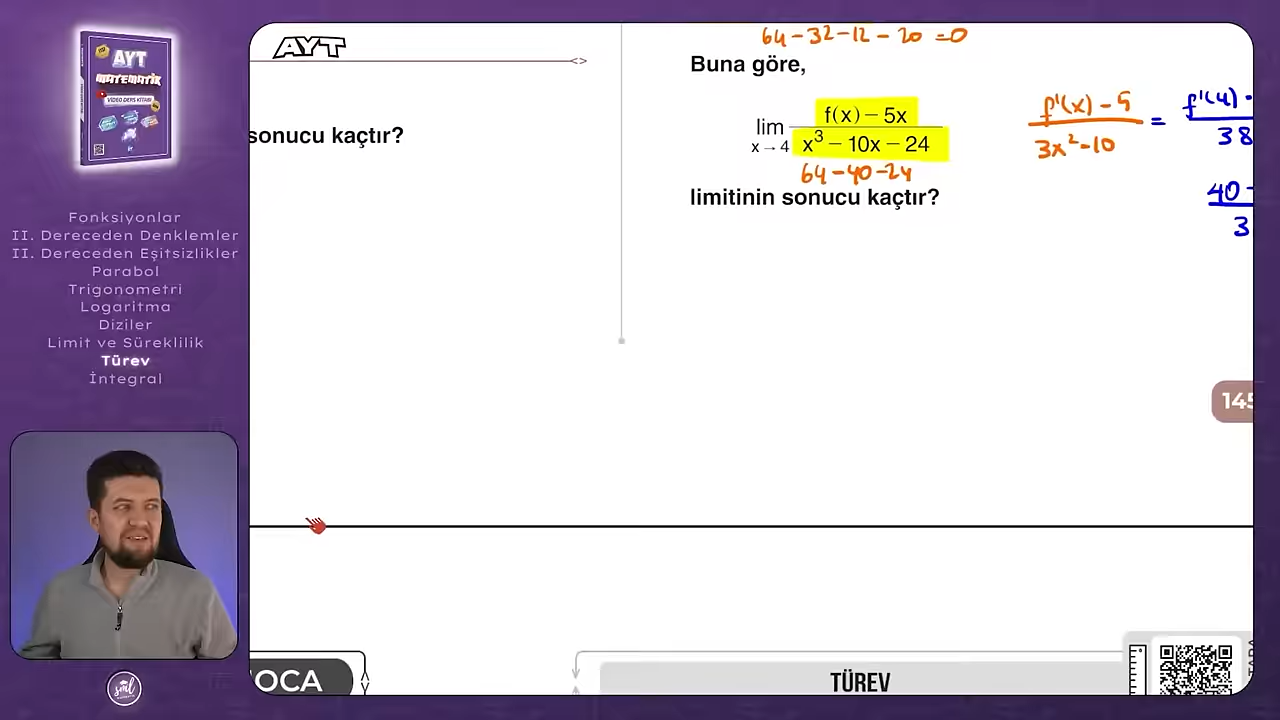 AYT
MATEMATİK
VİDEO DERS KİTABI
Fonksiyonlar
II. Dereceden Denklemler
II. Dereceden Eşitsizlikler
Parabol
Trigonometri
Logaritma
Diziler
Limit ve Süreklilik
Türev
İntegral
sml
AYT
sonucu kaçtır?
64-32-12-20=0
Buna göre,
lim x→4 f(x) − 5x / x³ − 10x − 24
64-40-24
limitinin sonucu kaçtır?
f'(x)-5 / 3x²-10 = f'(4)- / 38
40- / 3
145
OCA
TÜREV